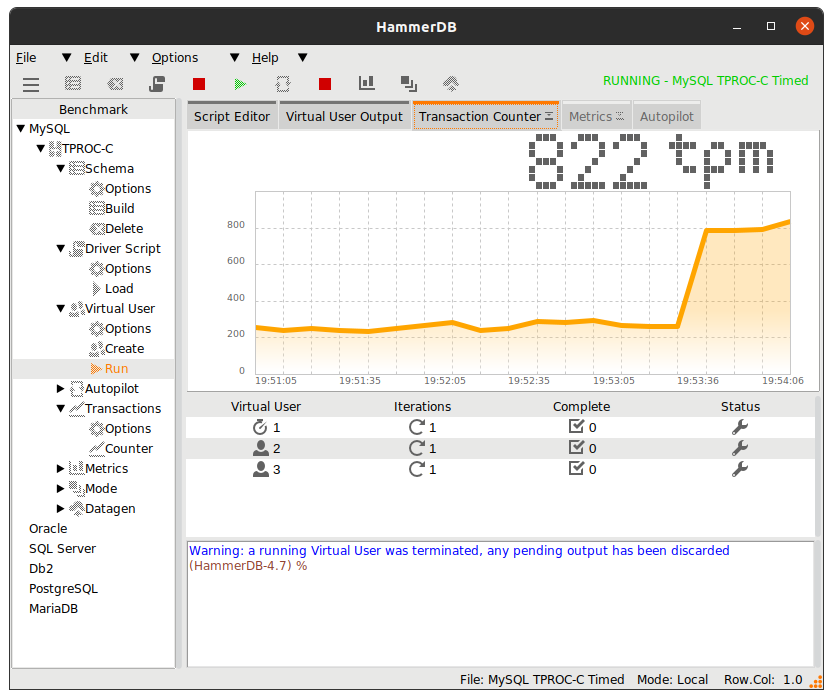 HammerDB
File Edit Options Help
RUNNING - MySQL TPROC-C Timed
Benchmark
MySQL
TPROC-C
Schema
Options
Build
Delete
Driver Script
Options
Load
Virtual User
Options
Create
Run
Autopilot
Transactions
Options
Counter
Metrics
Mode
Datagen
Oracle
SQL Server
Db2
PostgreSQL
MariaDB
Script Editor Virtual User Output Transaction Counter Metrics Autopilot
822 tpm
800
600
400
200
0
19:51:05 19:51:35 19:52:05 19:52:35 19:53:05 19:53:36 19:54:06
Virtual User Iterations Complete Status
1 1 0
2 1 0
3 1 0
Warning: a running Virtual User was terminated, any pending output has been discarded
(HammerDB-4.7) %
File: MySQL TPROC-C Timed Mode: Local Row.Col: 1.0